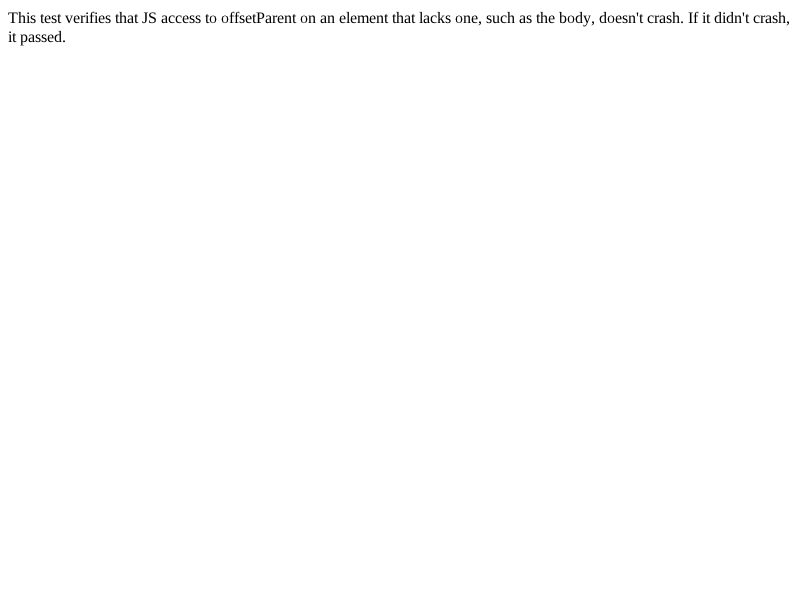 This test verifies that JS access to offsetParent on an element that lacks one, such as the body, doesn't crash. If it didn't crash,
it passed.